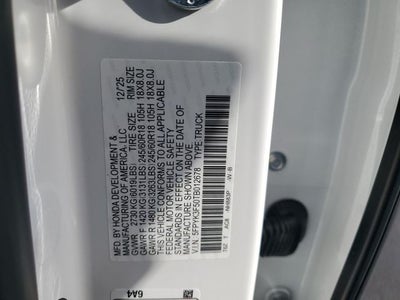 MFD. BY HONDA DEVELOPMENT &
MANUFACTURING OF AMERICA, LLC 12/25
GVWR 2730 KG (6019LBS) TIRE SIZE RIM SIZE
GAWR F 1420 KG(3131LBS) 245/60R18 105H 18X8.0J
GAWR R 1480 KG(3263LBS) 245/60R18 105H 18X8.0J
THIS VEHICLE CONFORMS TO ALL APPLICABLE
FEDERAL MOTOR VEHICLE SAFETY
STANDARDS IN EFFECT ON THE DATE OF
MANUFACTURE SHOWN ABOVE.
V.I.N. 5FPYK3F50TB012678 TYPE:TRUCK
6A4